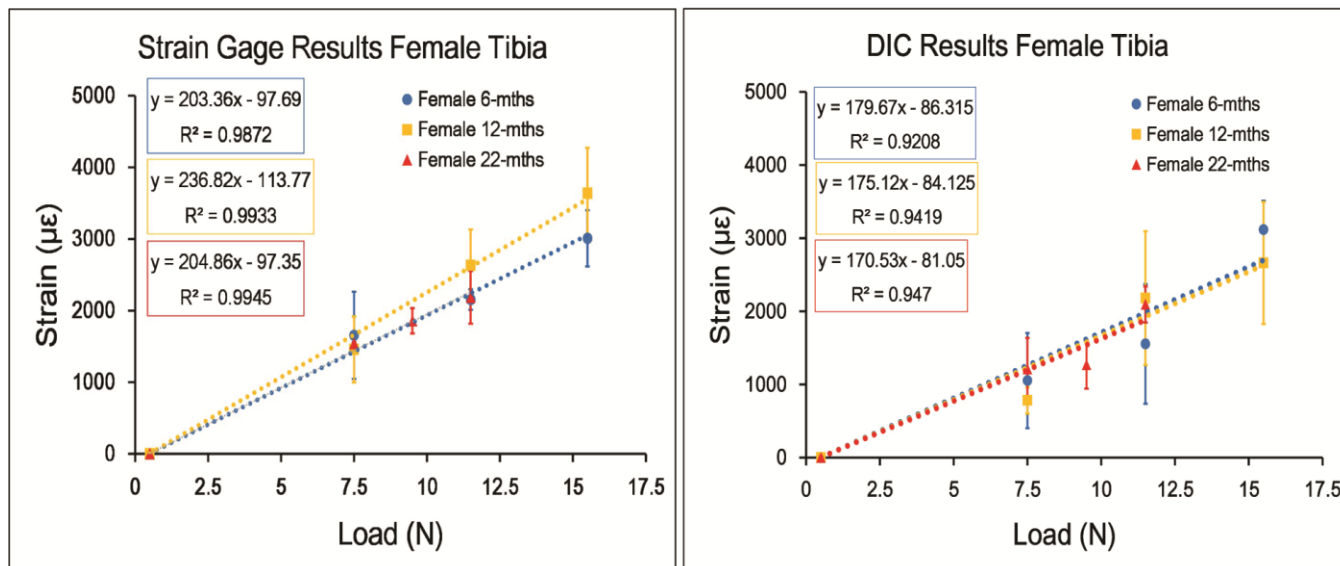 Strain Gage Results Female Tibia
y = 203.36x - 97.69
R² = 0.9872
y = 236.82x - 113.77
R² = 0.9933
y = 204.86x - 97.35
R² = 0.9945
Female 6-mths
Female 12-mths
Female 22-mths
Strain (με)
5000
4000
3000
2000
1000
0
0 2.5 5 7.5 10 12.5 15 17.5
Load (N)
DIC Results Female Tibia
y = 179.67x - 86.315
R² = 0.9208
y = 175.12x - 84.125
R² = 0.9419
y = 170.53x - 81.05
R² = 0.947
Female 6-mths
Female 12-mths
Female 22-mths
Strain (με)
5000
4000
3000
2000
1000
0
0 2.5 5 7.5 10 12.5 15 17.5
Load (N)